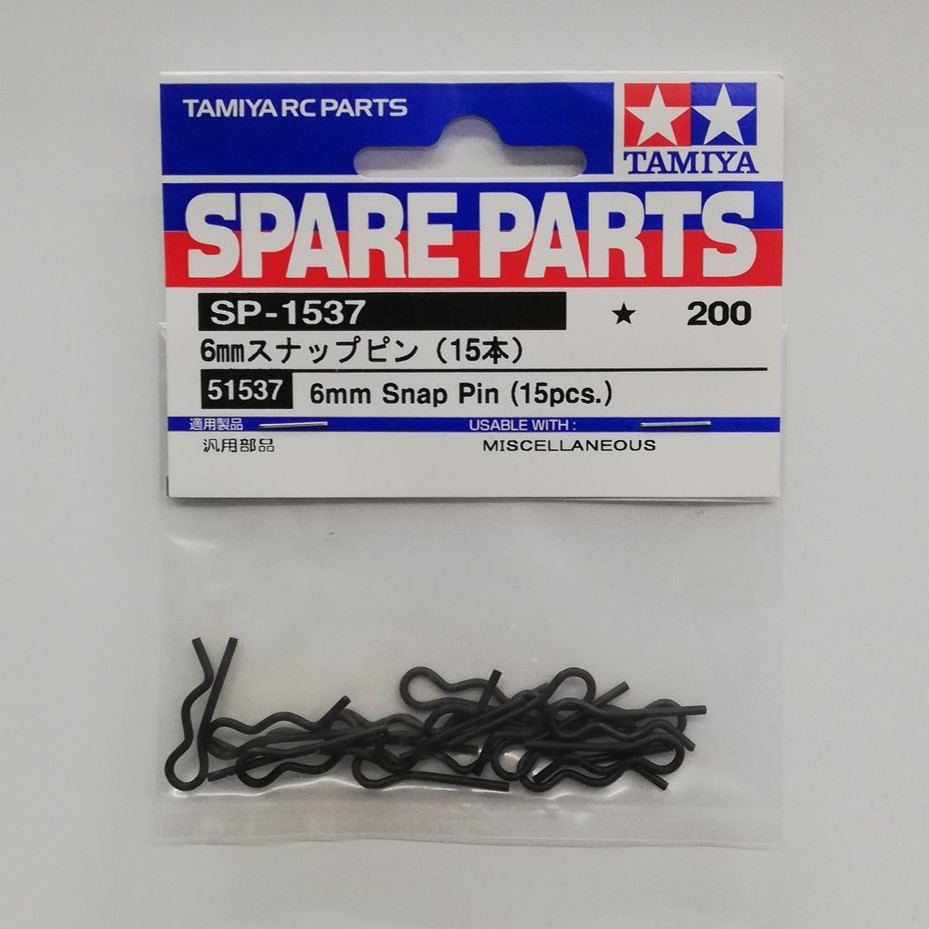 TAMIYA RC PARTS
TAMIYA
SPARE PARTS
SP-1537 ★ 200
6mmスナップピン（15本）
51537 6mm Snap Pin (15pcs.)
適用製品 USABLE WITH :
汎用部品 MISCELLANEOUS